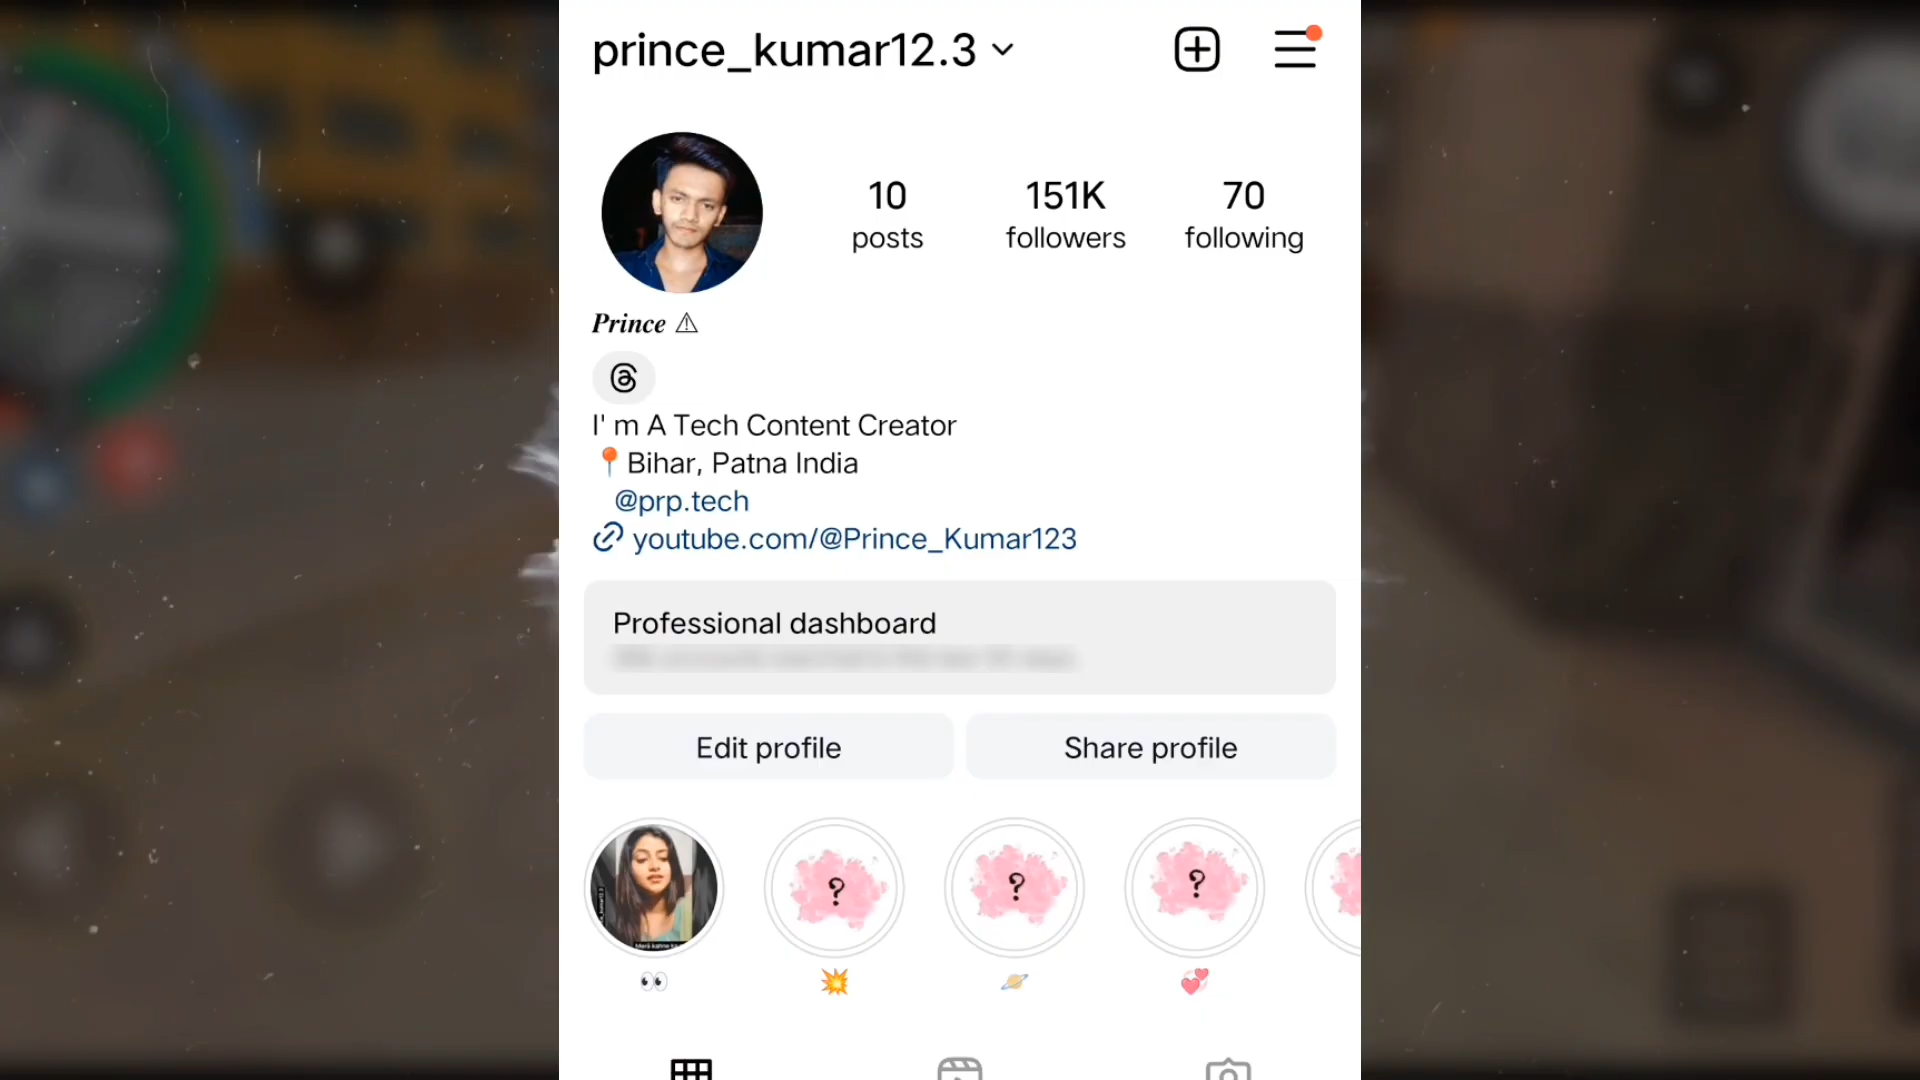 prince_kumar12.3
10 151K 70
posts followers following
Prince ⚠
I' m A Tech Content Creator
📍Bihar, Patna India
@prp.tech
youtube.com/@Prince_Kumar123
Professional dashboard
Edit profile Share profile
? ? ?